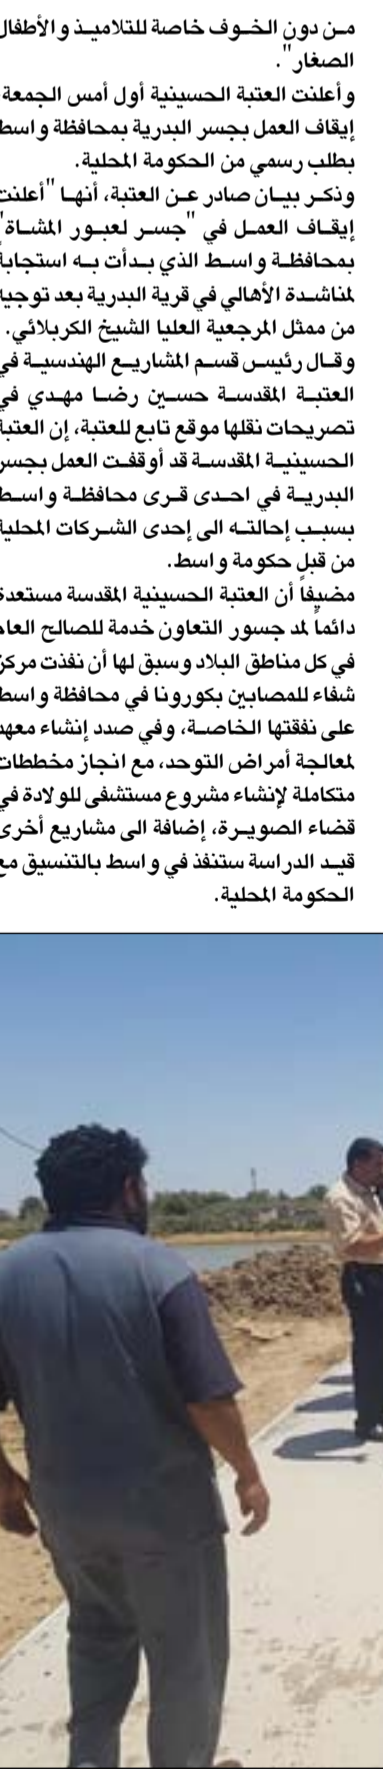 من دون الخوف خاصة للتلاميذ والأطفال
الصغار".
وأعلنت العتبة الحسينية أول أمس الجمعة
إيقاف العمل بجسر البدرية بمحافظة واسط
بطلب رسمي من الحكومة المحلية.
وذكر بيان صادر عن العتبة، أنها "أعلنت
إيقاف العمل في "جسر لعبور المشاة"
بمحافظة واسط الذي بدأت به استجابة
لمناشدة الأهالي في قرية البدرية بعد توجيه
من ممثل المرجعية العليا الشيخ الكربلائي.
وقال رئيس قسم المشاريع الهندسية في
العتبة المقدسة حسين رضا مهدي في
تصريحات نقلها موقع تابع للعتبة، إن العتبة
الحسينية المقدسة قد أوقفت العمل بجسر
البدرية في احدى قرى محافظة واسط
بسبب إحالته الى إحدى الشركات المحلية
من قبل حكومة واسط.
مضيفاً أن العتبة الحسينية المقدسة مستعدة
دائماً لمد جسور التعاون خدمة للصالح العام
في كل مناطق البلاد وسبق لها أن نفذت مركز
شفاء للمصابين بكورونا في محافظة واسط
على نفقتها الخاصة، وفي صدد إنشاء معهد
لمعالجة أمراض التوحد، مع انجاز مخططات
متكاملة لإنشاء مشروع مستشفى للولادة في
قضاء الصويرة، إضافة الى مشاريع أخرى
قيد الدراسة ستنفذ في واسط بالتنسيق مع
الحكومة المحلية.